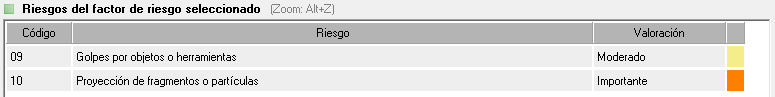 Riesgos del factor de riesgo seleccionado (Zoom: Alt+Z)
Código Riesgo Valoración
09 Golpes por objetos o herramientas Moderado
10 Proyección de fragmentos o partículas Importante